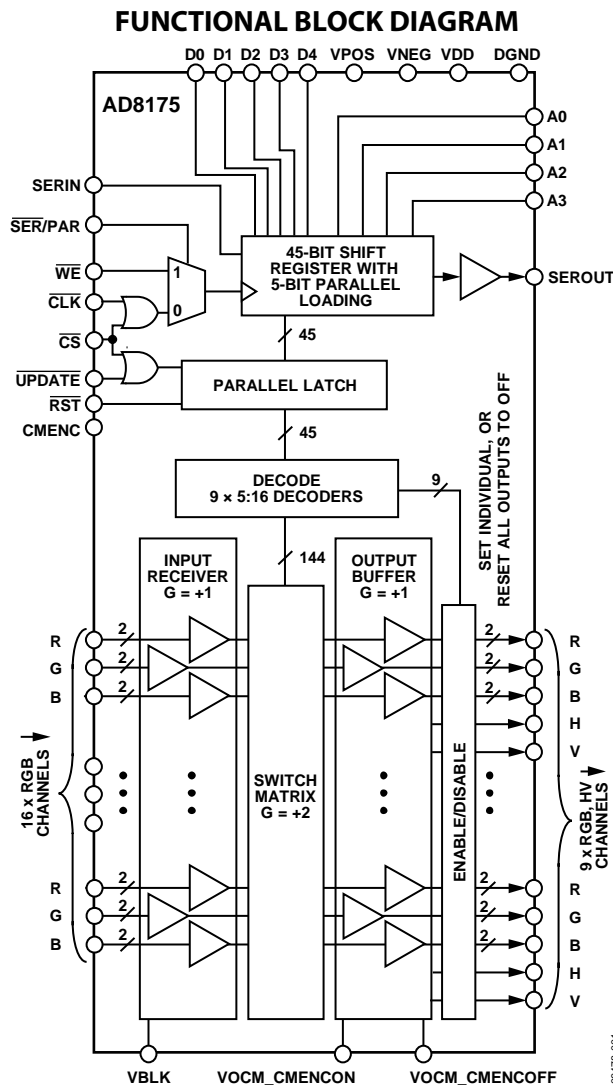 FUNCTIONAL BLOCK DIAGRAM
D0 D1 D2 D3 D4 VPOS VNEG VDD DGND
AD8175
A0
A1
A2
A3
SERIN
SER/PAR
WE
CLK
CS
UPDATE
RST
CMENC
1
0
45-BIT SHIFT
REGISTER WITH
5-BIT PARALLEL
LOADING
SEROUT
45
PARALLEL LATCH
45
DECODE
9 × 5:16 DECODERS
9
SET INDIVIDUAL, OR
RESET ALL OUTPUTS TO OFF
144
INPUT
RECEIVER
G = +1
OUTPUT
BUFFER
G = +1
R 2 2 R
G 2 2 G
B 2 2 B
H
V
16 x RGB
CHANNELS
SWITCH
MATRIX
G = +2
ENABLE/DISABLE
9 x RGB, HV
CHANNELS
R 2 2 R
G 2 2 G
B 2 2 B
H
V
VBLK VOCM_CMENCON VOCM_CMENCOFF